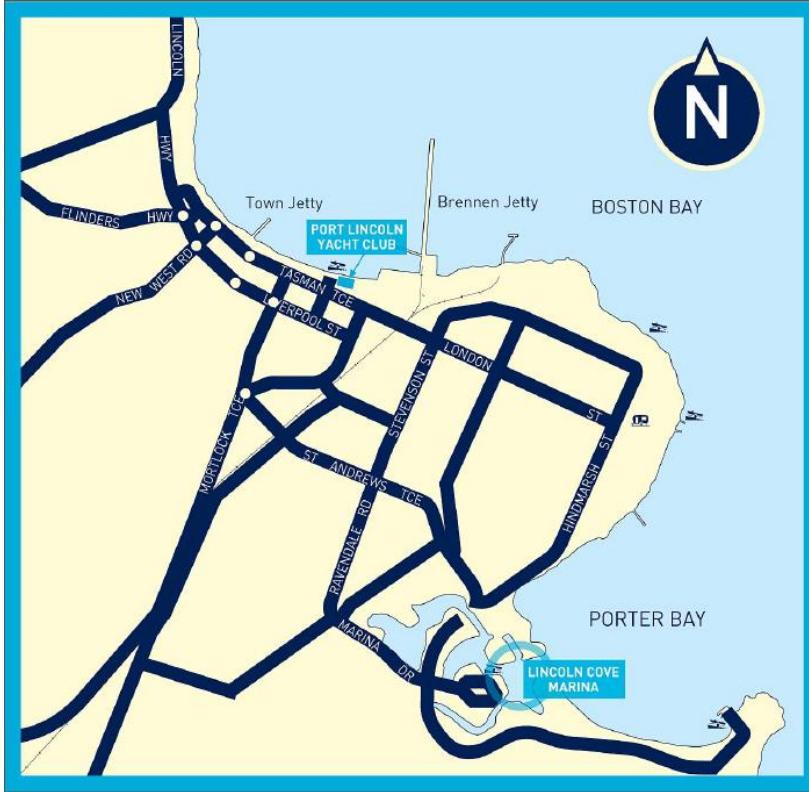 LINCOLN
HWY
N
Town Jetty
Brennen Jetty
BOSTON BAY
FLINDERS HWY
PORT LINCOLN
YACHT CLUB
NEW WEST RD
TASMAN TCE
LIVERPOOL ST
LONDON
ST
STEVENSON ST
MORTLOCK TCE
ST ANDREWS TCE
HINDMARSH ST
RAVENDALE RD
PORTER BAY
MARINA
DR
LINCOLN COVE
MARINA